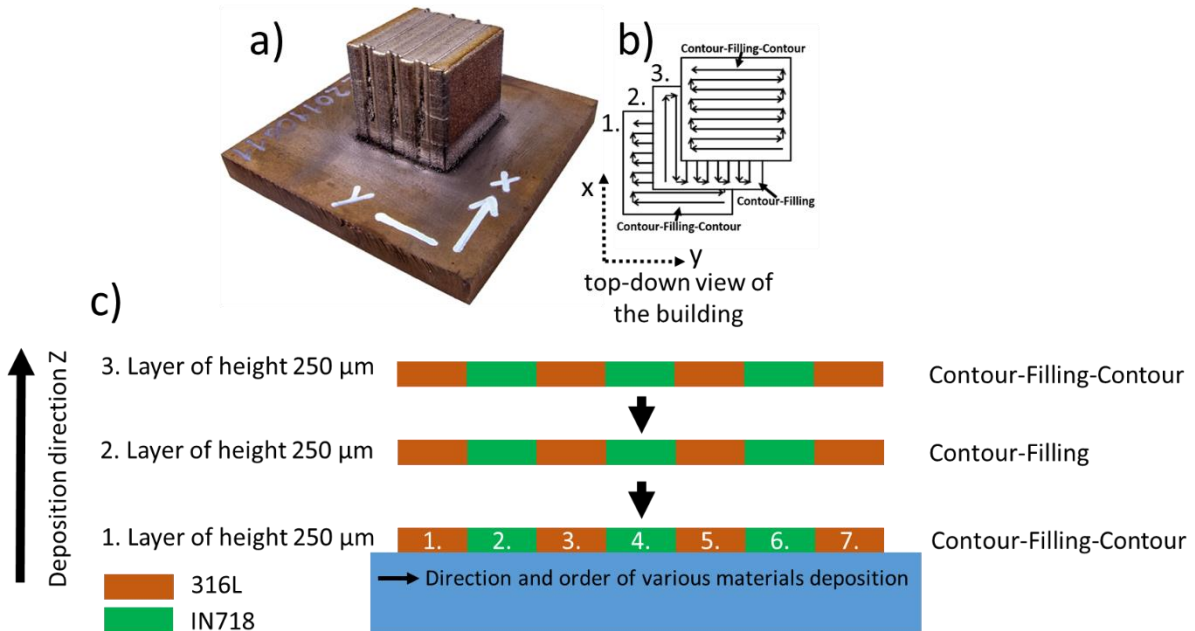 a)
b)
Contour-Filling-Contour
3.
2.
1.
Contour-Filling
Contour-Filling-Contour
x
y
top-down view of
the building
Y
X
c)
Deposition direction Z
3. Layer of height 250 μm
Contour-Filling-Contour
2. Layer of height 250 μm
Contour-Filling
1. Layer of height 250 μm
1. 2. 3. 4. 5. 6. 7.
Contour-Filling-Contour
Direction and order of various materials deposition
316L
IN718